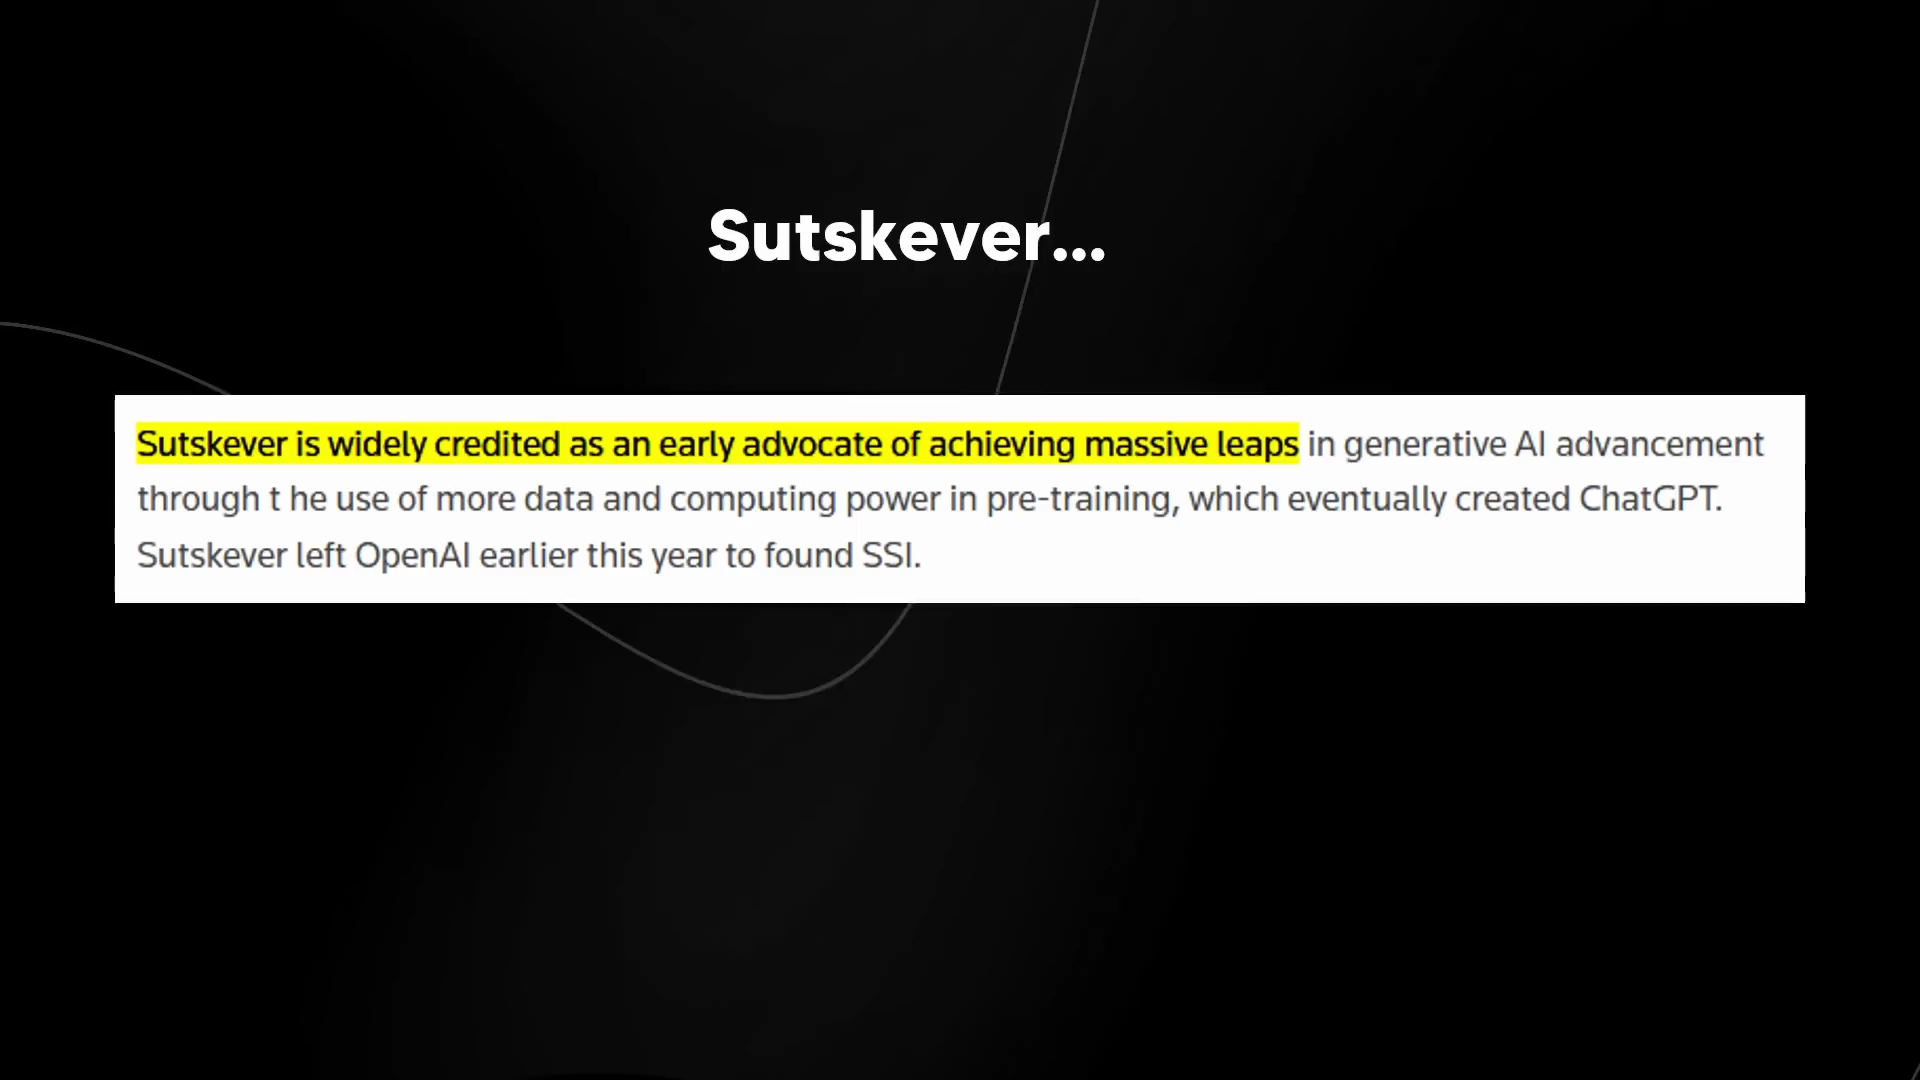 Sutskever...
Sutskever is widely credited as an early advocate of achieving massive leaps in generative AI advancement
through t he use of more data and computing power in pre-training, which eventually created ChatGPT.
Sutskever left OpenAI earlier this year to found SSI.